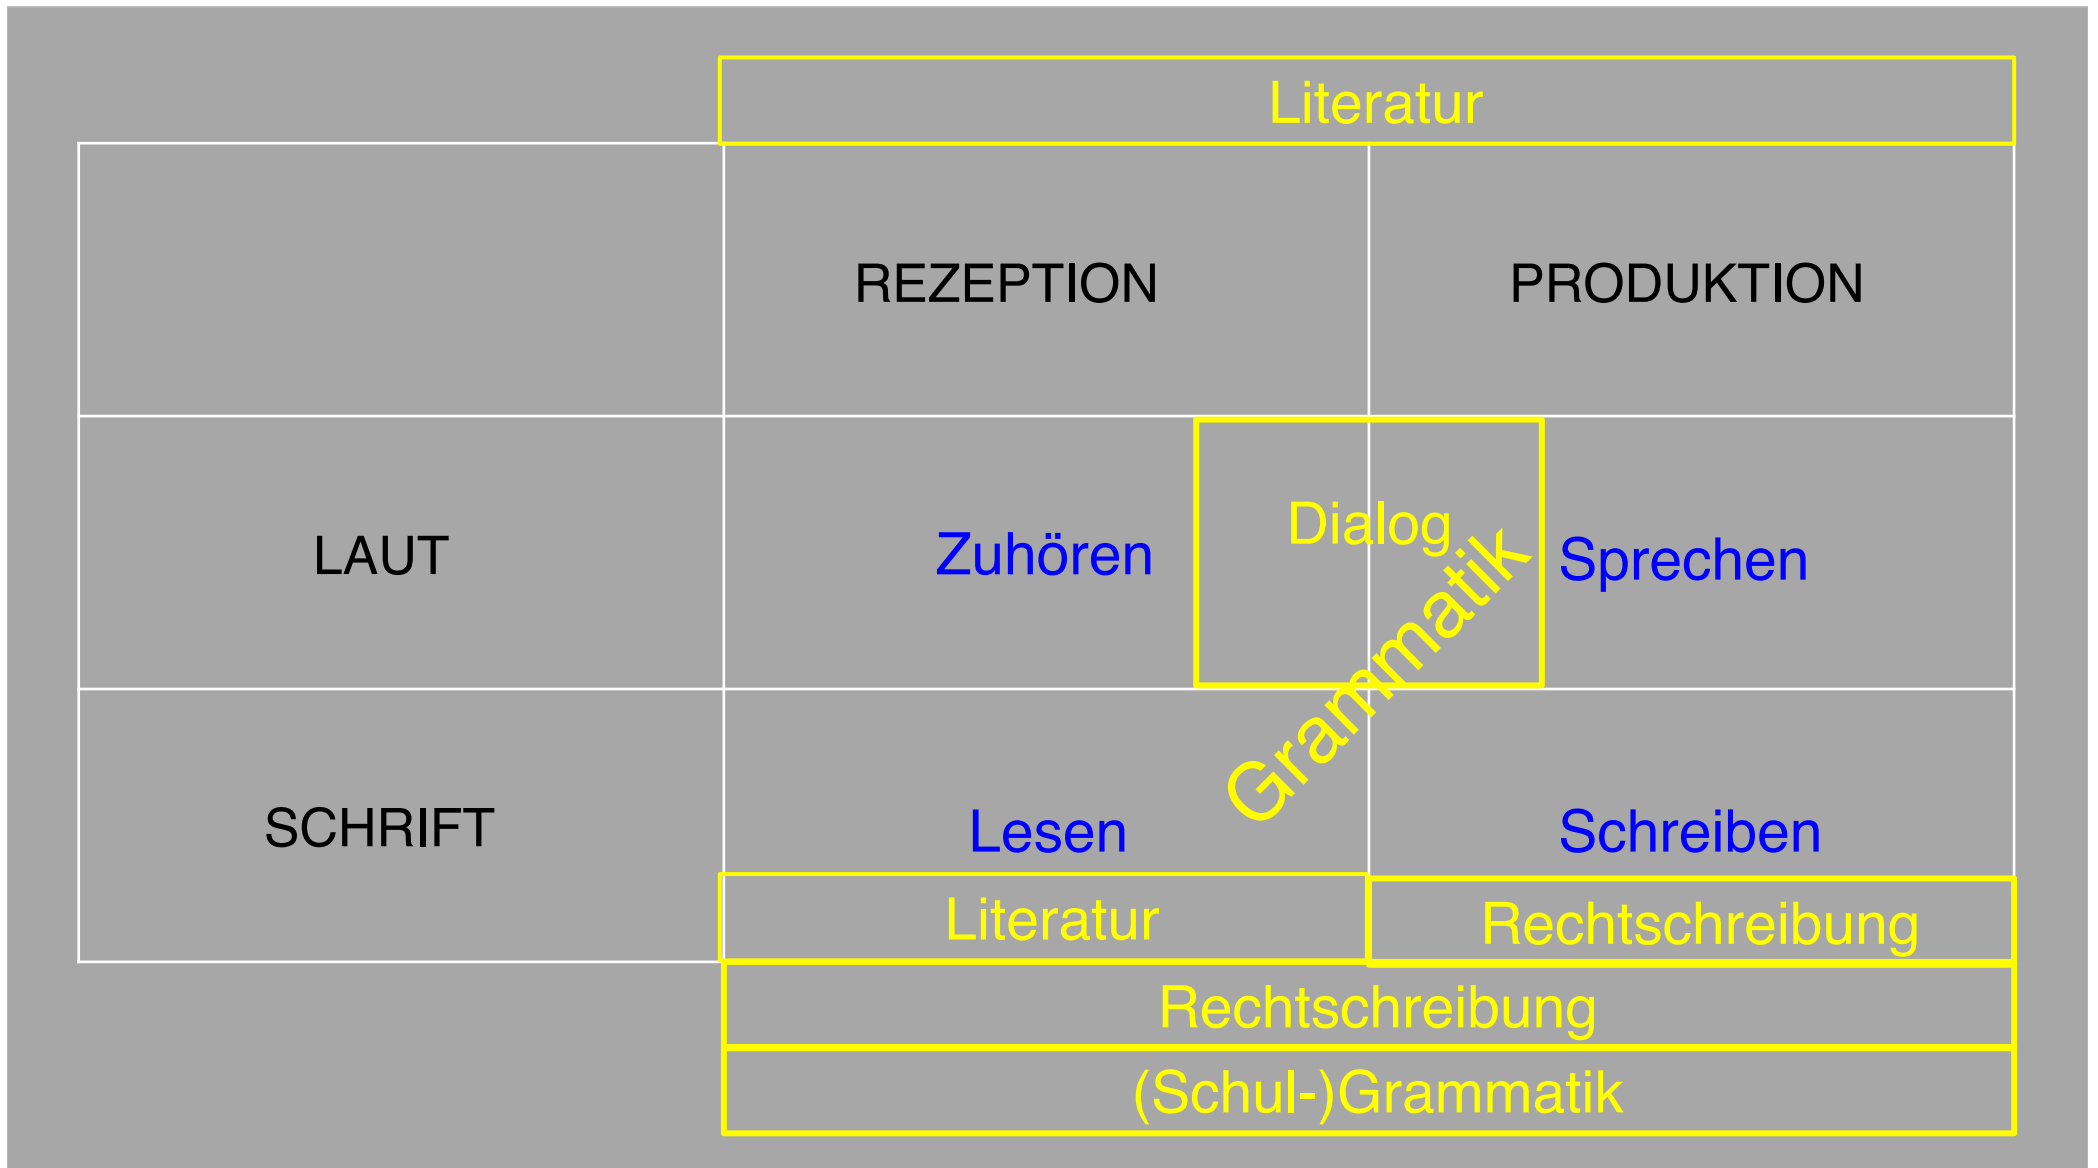 Literatur
REZEPTION
PRODUKTION
LAUT
Zuhören
Dialog
Sprechen
Grammatik
SCHRIFT
Lesen
Schreiben
Literatur
Rechtschreibung
Rechtschreibung
(Schul-)Grammatik